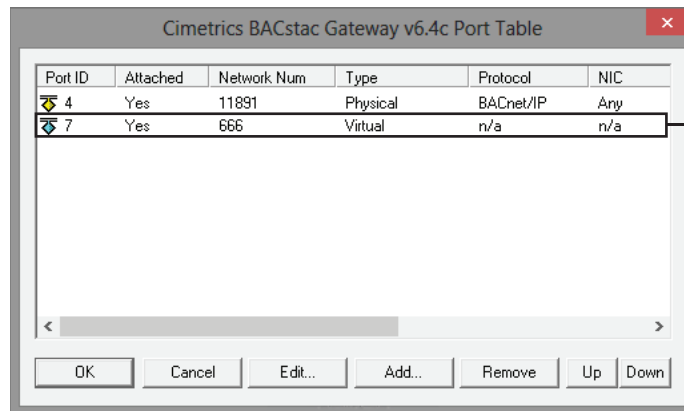 Cimetrics BACstac Gateway v6.4c Port Table
Port ID Attached Network Num Type Protocol NIC
4 Yes 11891 Physical BACnet/IP Any
7 Yes 666 Virtual n/a n/a
OK Cancel Edit... Add... Remove Up Down